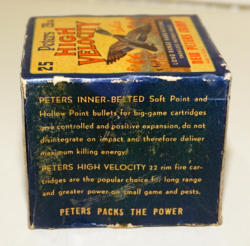 25 Peters
HIGH
VELOCITY
PETERS INNER-BELTED Soft Point and
Hollow Point bullets for big-game cartridges
give controlled and positive expansion, do not
disintegrate on impact and therefore deliver
maximum killing energy!
PETERS HIGH VELOCITY 22 rim fire car-
tridges are the popular choice for long range
and greater power on small game and pests.
PETERS PACKS THE POWER